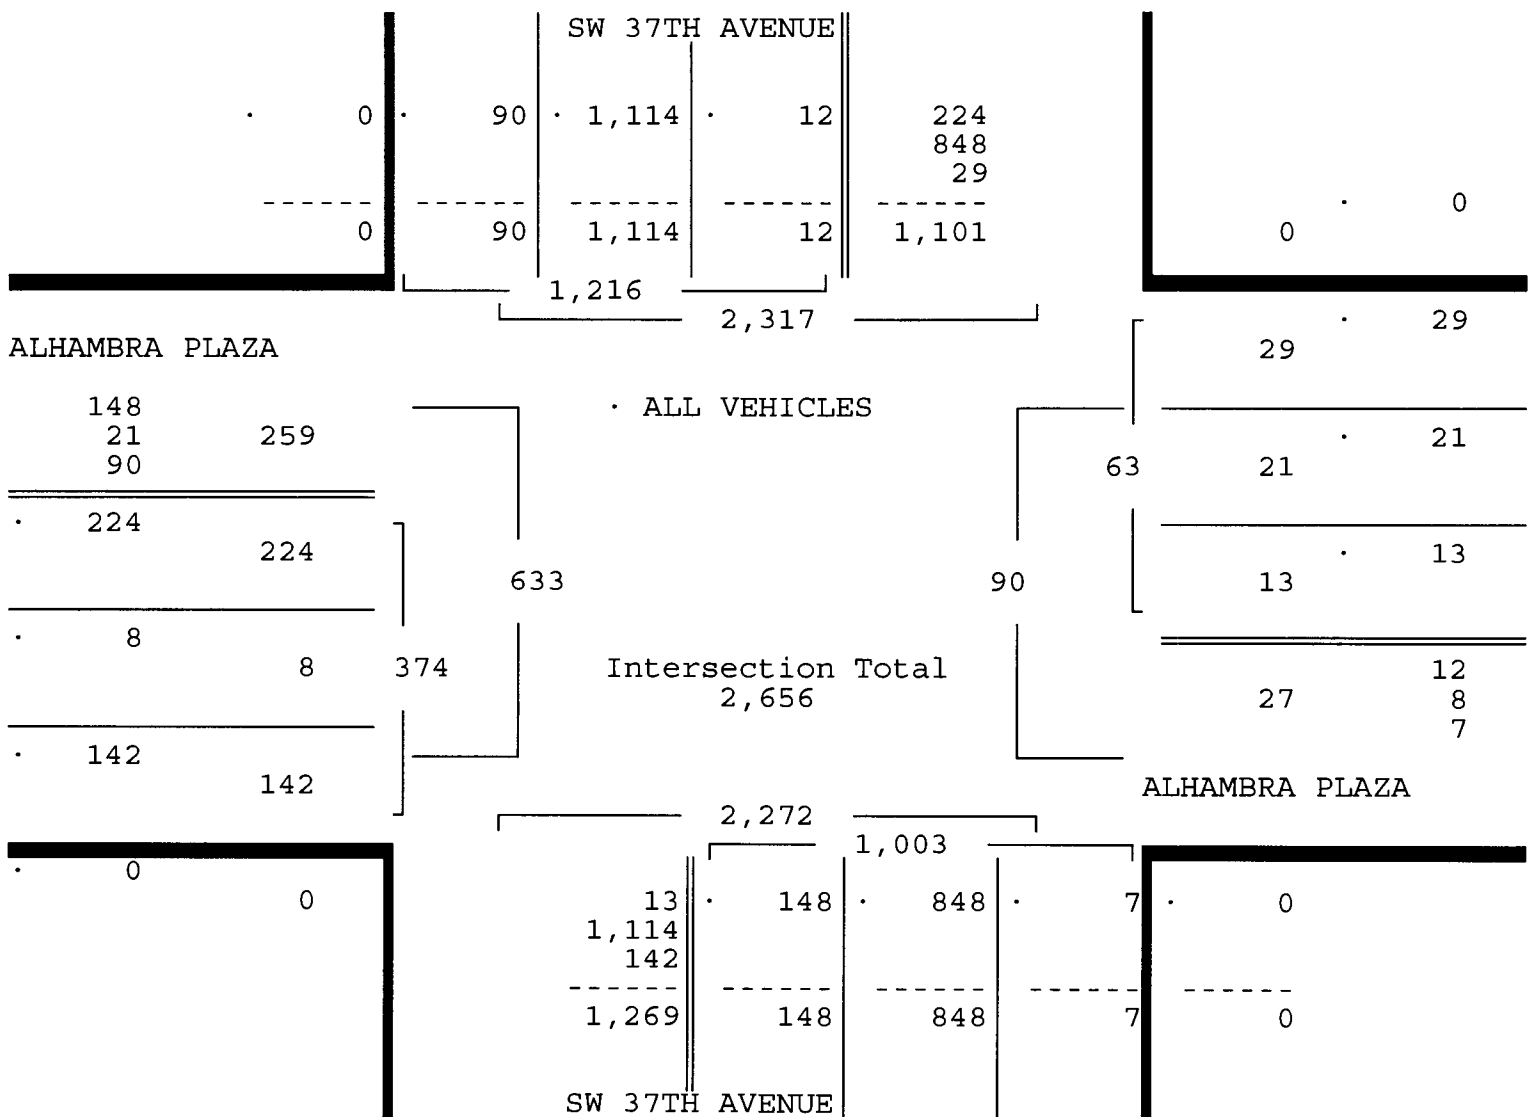 SW 37TH AVENUE
· 0 · 90 · 1,114 · 12 224
848
29
------ ------ ------ ------ ------ · 0
0 90 1,114 12 1,101 0
1,216
2,317 · 29
ALHAMBRA PLAZA 29
148 · ALL VEHICLES
21 259 · 21
90 63 21
· 224
224 · 13
633 90 13
· 8
8 374 Intersection Total 12
2,656 27 8
7
· 142
142 ALHAMBRA PLAZA
2,272
1,003
· 0
0 13 · 148 · 848 · 7 · 0
1,114
142
------ ------ ------ ------ ------
1,269 148 848 7 0
SW 37TH AVENUE